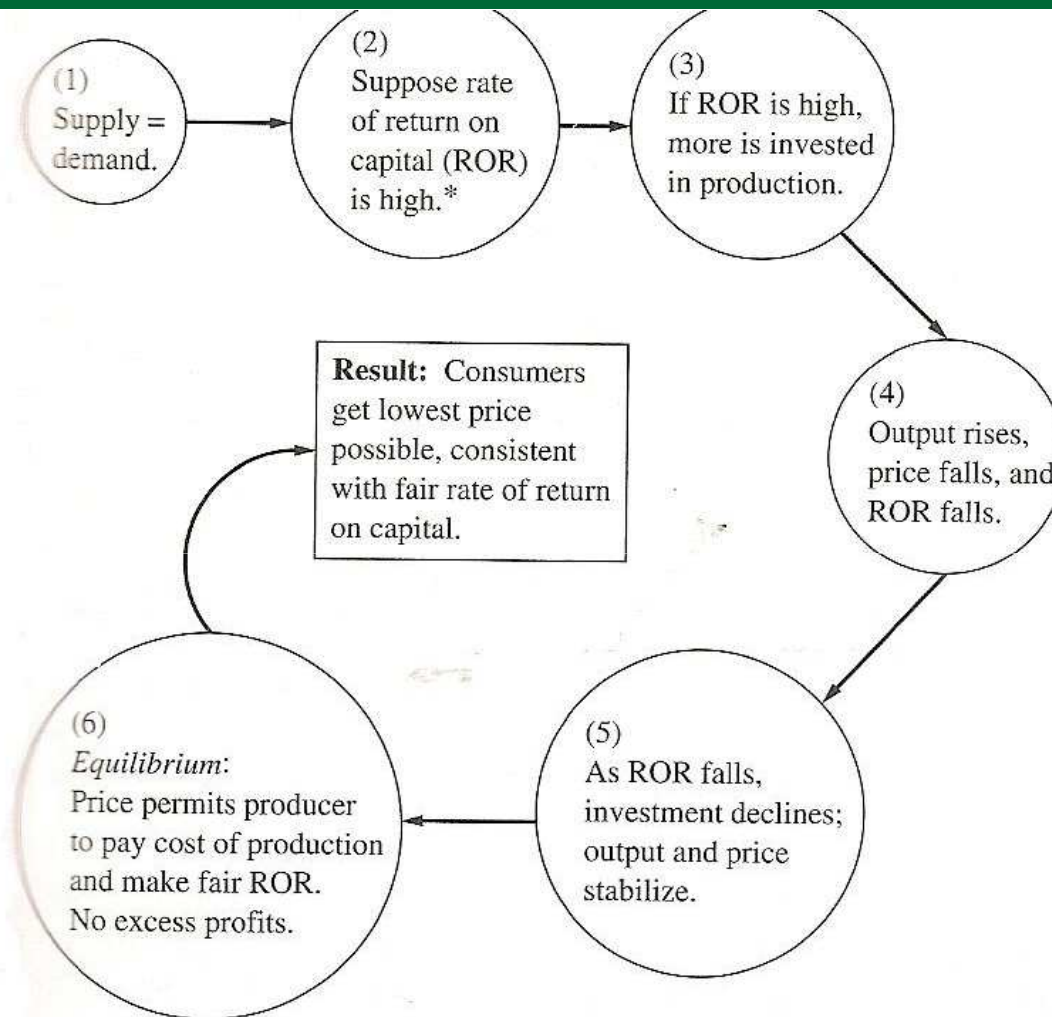 (1)
Supply =
demand.
(2)
Suppose rate
of return on
capital (ROR)
is high.*
(3)
If ROR is high,
more is invested
in production.
(4)
Output rises,
price falls, and
ROR falls.
(5)
As ROR falls,
investment declines;
output and price
stabilize.
(6)
Equilibrium:
Price permits producer
to pay cost of production
and make fair ROR.
No excess profits.
Result: Consumers
get lowest price
possible, consistent
with fair rate of return
on capital.